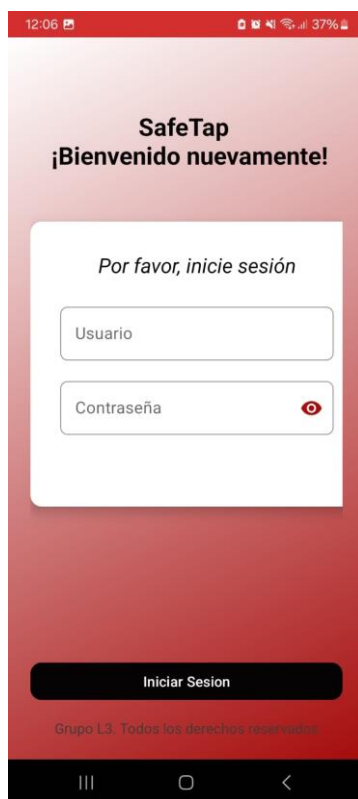 12:06 37%
SafeTap
¡Bienvenido nuevamente!
Por favor, inicie sesión
Usuario
Contraseña
Iniciar Sesion
Grupo L3. Todos los derechos reservados.